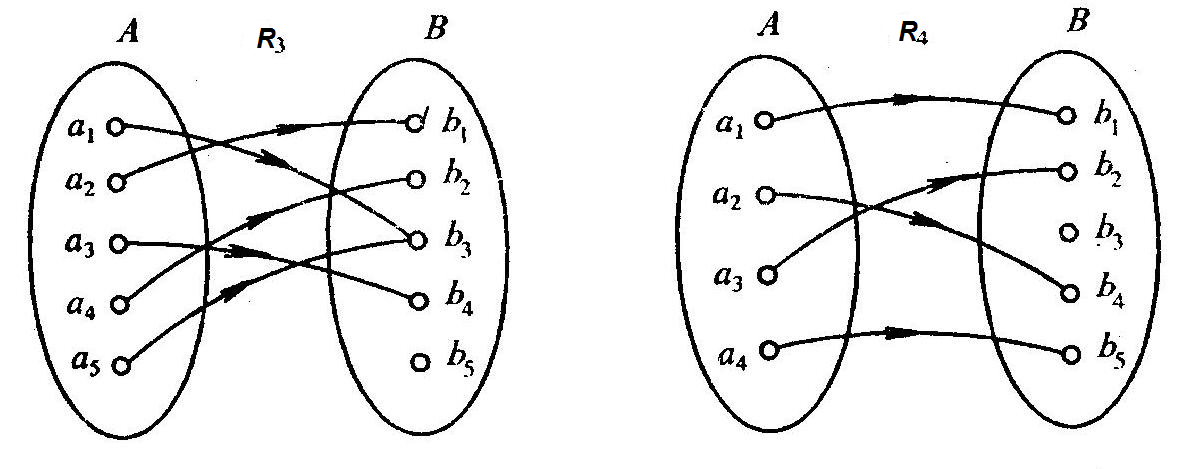 A R₃ B
a₁ b₁
a₂ b₂
a₃ b₃
a₄ b₄
a₅ b₅
A R₄ B
a₁ b₁
a₂ b₂
b₃
a₃ b₄
a₄ b₅